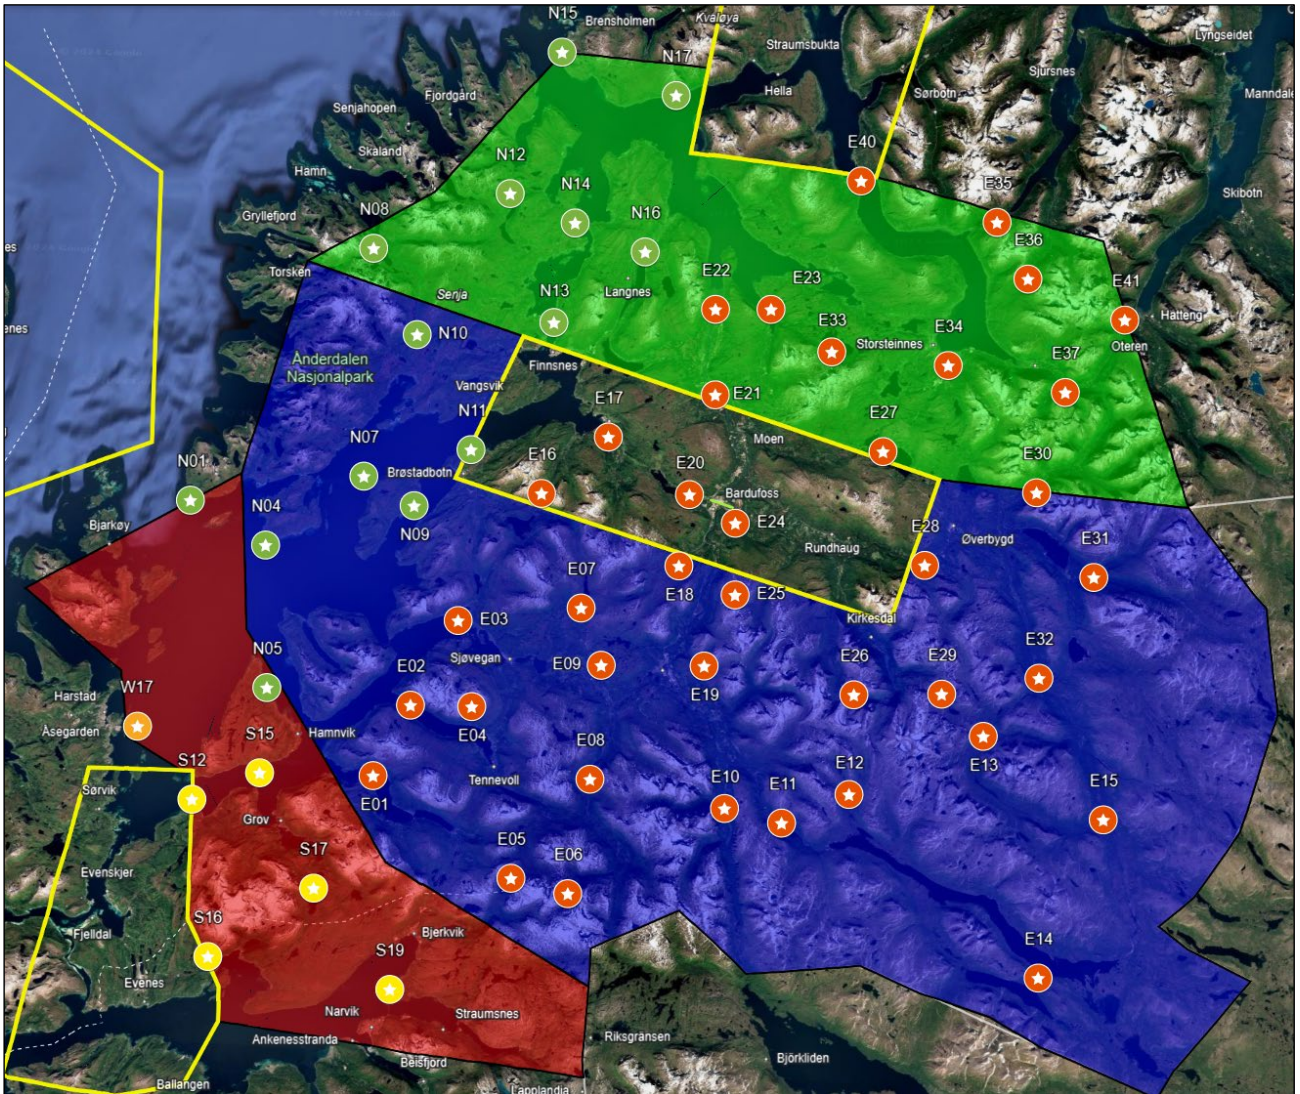 N15
Brensholmen
Kvaløya
Straumsbukta
Lyngseidet
N17
Sjursnes
Hella
Sørbotn
Manndale
Fjordgård
Senjahopen
Skaland
Hamn
N12
E40
Skibotn
Gryllefjord
N08
N14
N16
E35
E36
Torsken
Senja
N13
Langnes
E22
E23
E41
Hatteng
enes
N10
E33
Storsteinnes
E34
Oteren
Ånderdalen
Nasjonalpark
Finnsnes
E37
Vangsvik
E21
N11
E17
Moen
E27
N07
Brøstadbotn
E16
E20
E30
N01
Bardufoss
N04
Bjarkøy
N09
E24
Rundhaug
E28
Øverbygd
E31
E07
E18
E25
E03
Kirkesdal
N05
Sjøvegan
E09
E19
E26
E29
E32
Harstad
W17
E02
Åsegarden
S15
Hamnvik
E04
E13
S12
E08
E12
E15
Sørvik
E01
Tennevoll
E10
E11
Grov
Evenskjer
S17
E05
E06
Fjelldal
S16
Bjerkvik
E14
S19
Evenes
Narvik
Straumsnes
Ankenesstranda
Riksgränsen
Beisfjord
Björkliden
Ballangen
Lapplandia